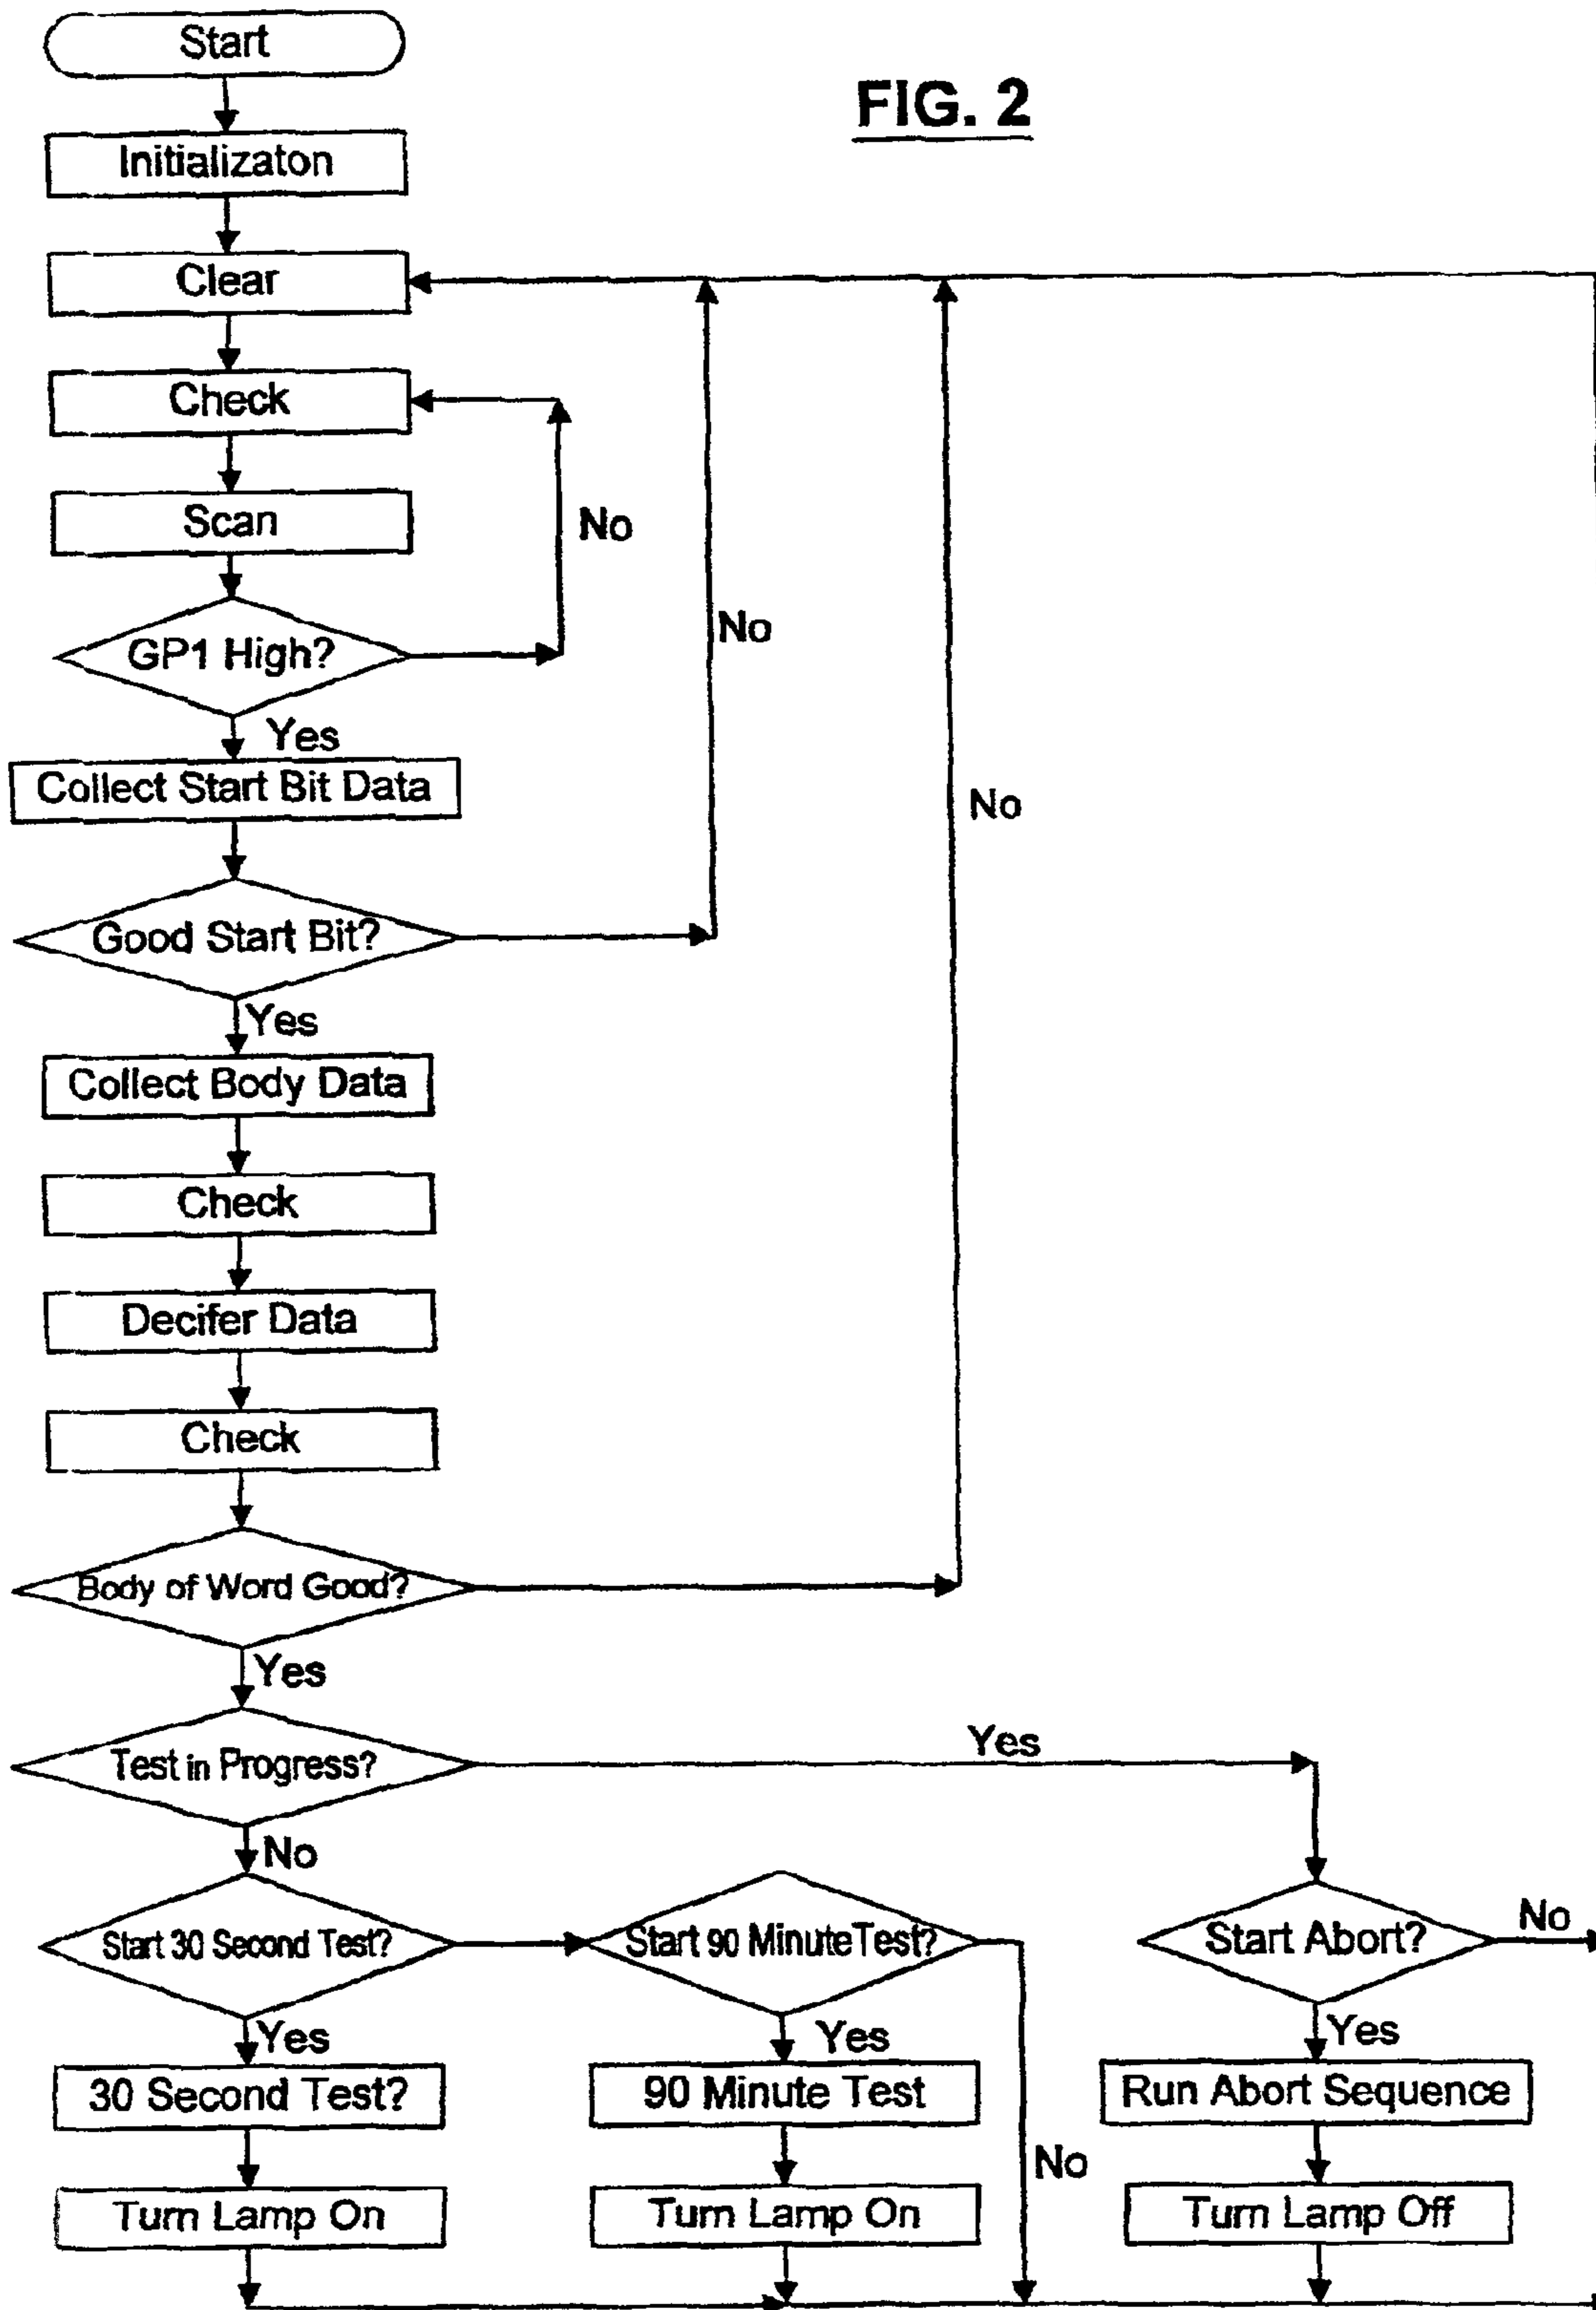 Start
FIG. 2
Initializaton
Clear
Check
Scan
No
GP1 High?
No
Yes
Collect Start Bit Data
No
Good Start Bit?
Yes
Collect Body Data
Check
Decifer Data
Check
Body of Word Good?
Yes
Yes
Test in Progress?
No
Start 30 Second Test?
Start 90 Minute Test?
Start Abort?
No
Yes
Yes
Yes
30 Second Test?
90 Minute Test
Run Abort Sequence
No
Turn Lamp On
Turn Lamp On
Turn Lamp Off